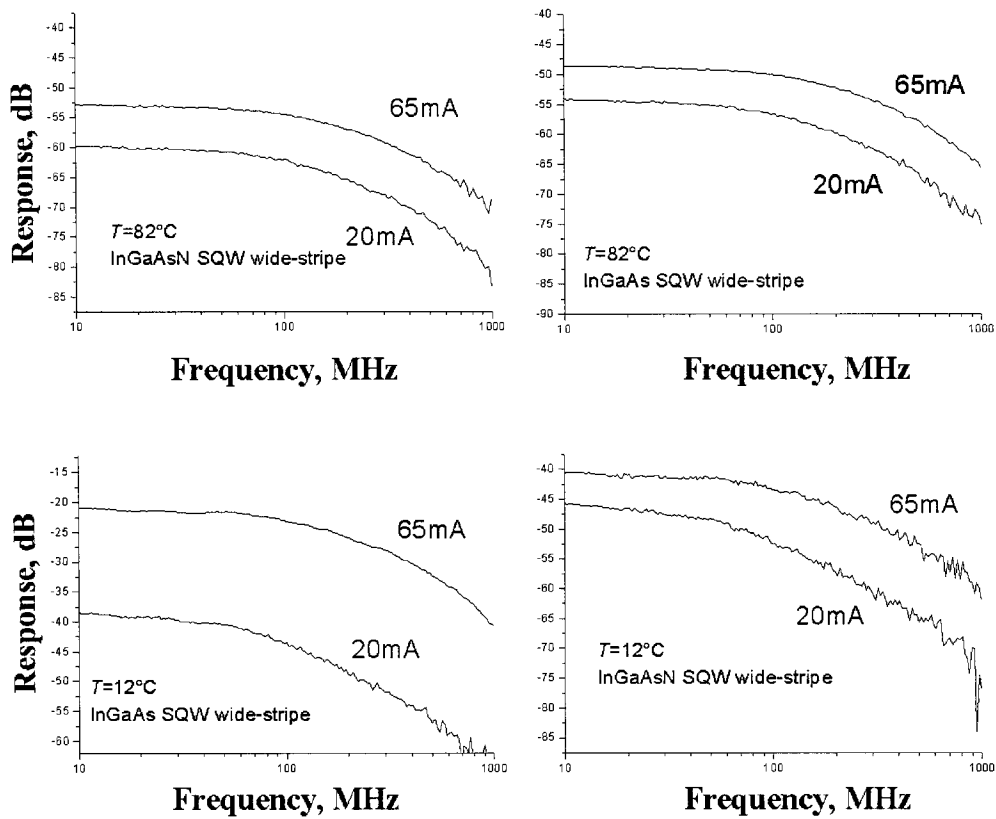 -40
-45
-50
-55
-60
-65
-70
-75
-80
-85
Response, dB
65mA
20mA
T=82°C
InGaAsN SQW wide-stripe
10 100 1000
Frequency, MHz
-40
-45
-50
-55
-60
-65
-70
-75
-80
-85
-90
65mA
20mA
T=82°C
InGaAs SQW wide-stripe
10 100 1000
Frequency, MHz
-15
-20
-25
-30
-35
-40
-45
-50
-55
-60
Response, dB
65mA
20mA
T=12°C
InGaAs SQW wide-stripe
10 100 1000
Frequency, MHz
-40
-45
-50
-55
-60
-65
-70
-75
-80
-85
65mA
20mA
T=12°C
InGaAsN SQW wide-stripe
10 100 1000
Frequency, MHz